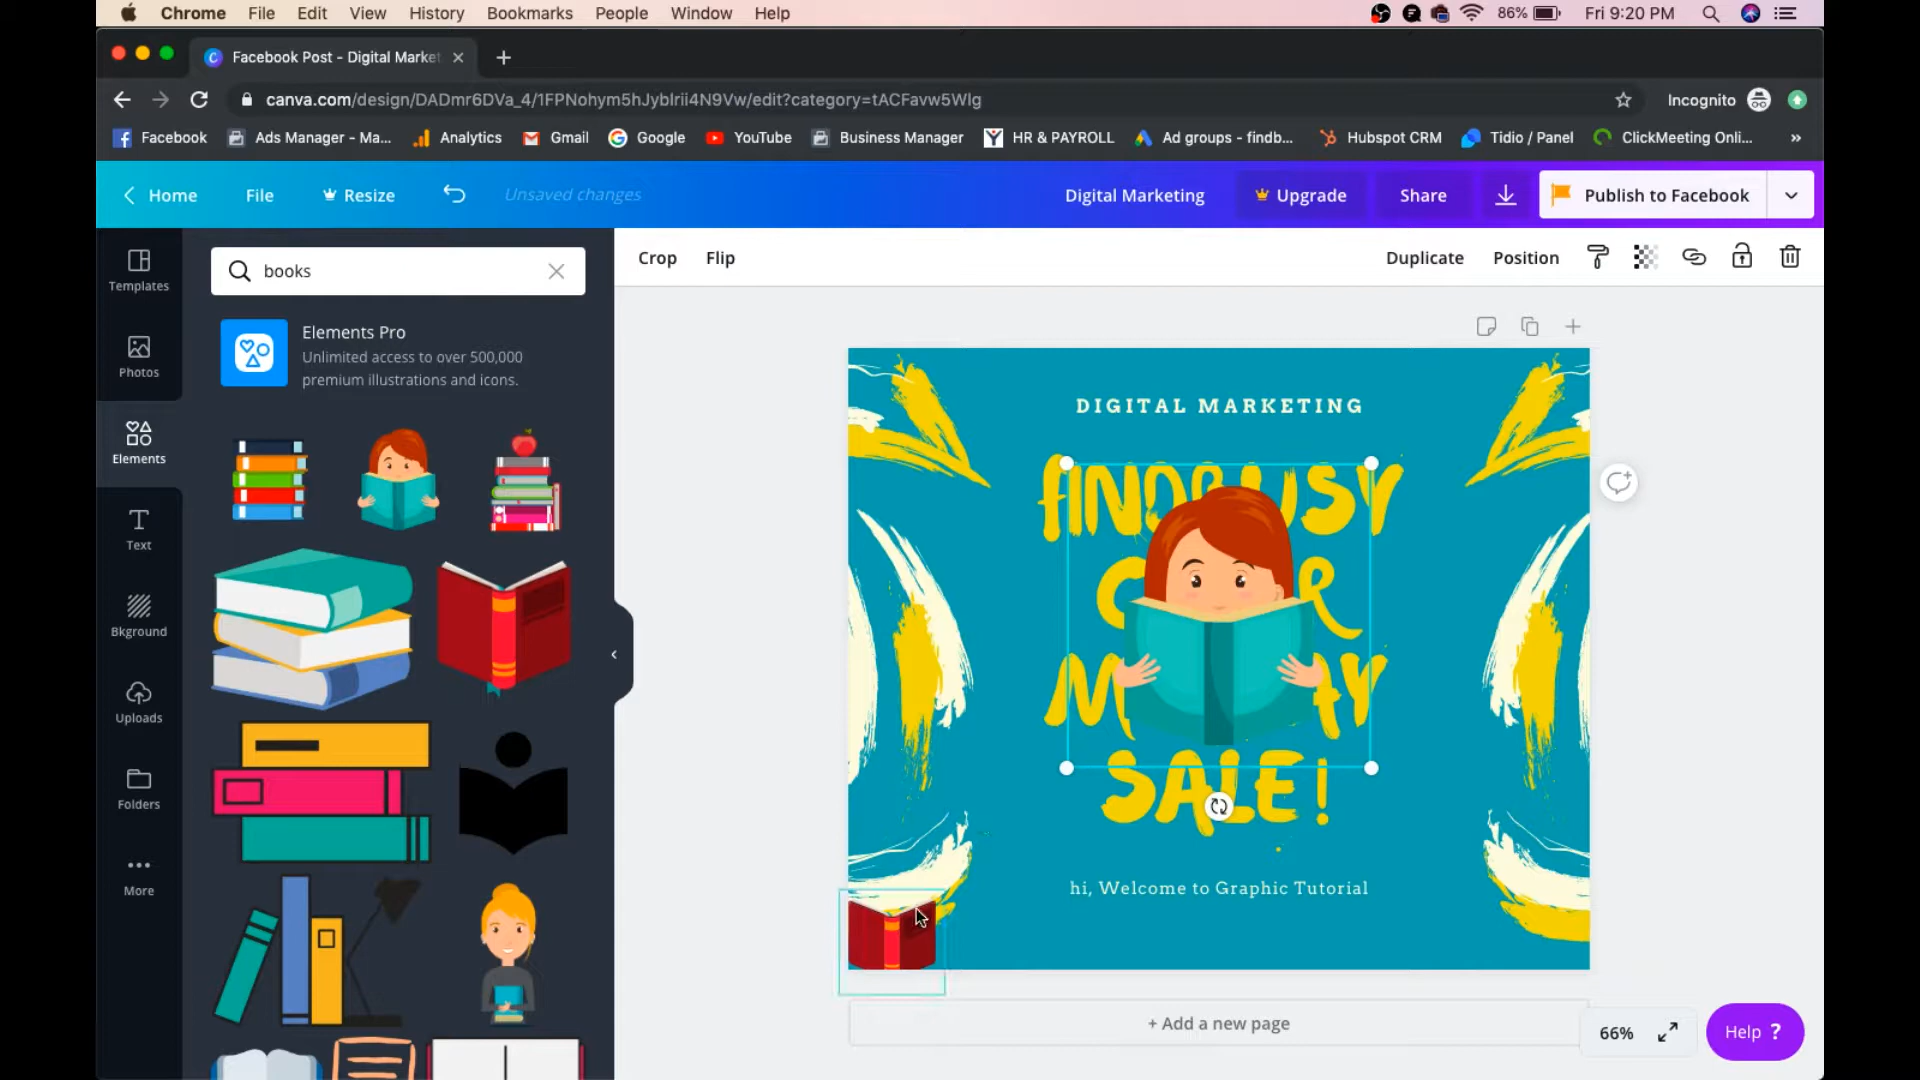 Chrome File Edit View History Bookmarks People Window Help 86% Fri 9:20 PM
Facebook Post - Digital Market
canva.com/design/DADmr6DVa_4/1FPNohym5hJyblrii4N9Vw/edit?category=tACFavw5Wlg Incognito
Facebook Ads Manager - Ma... Analytics Gmail Google YouTube Business Manager HR & PAYROLL Ad groups - findb... Hubspot CRM Tidio / Panel ClickMeeting Onli... »
Home File Resize Unsaved changes Digital Marketing Upgrade Share Publish to Facebook
Crop Flip Duplicate Position
books
Templates
Elements Pro
Unlimited access to over 500,000
premium illustrations and icons.
Photos
Elements
Text
Bkground
Uploads
Folders
More
DIGITAL MARKETING
SALE!
hi, Welcome to Graphic Tutorial
+ Add a new page
66%
Help ?